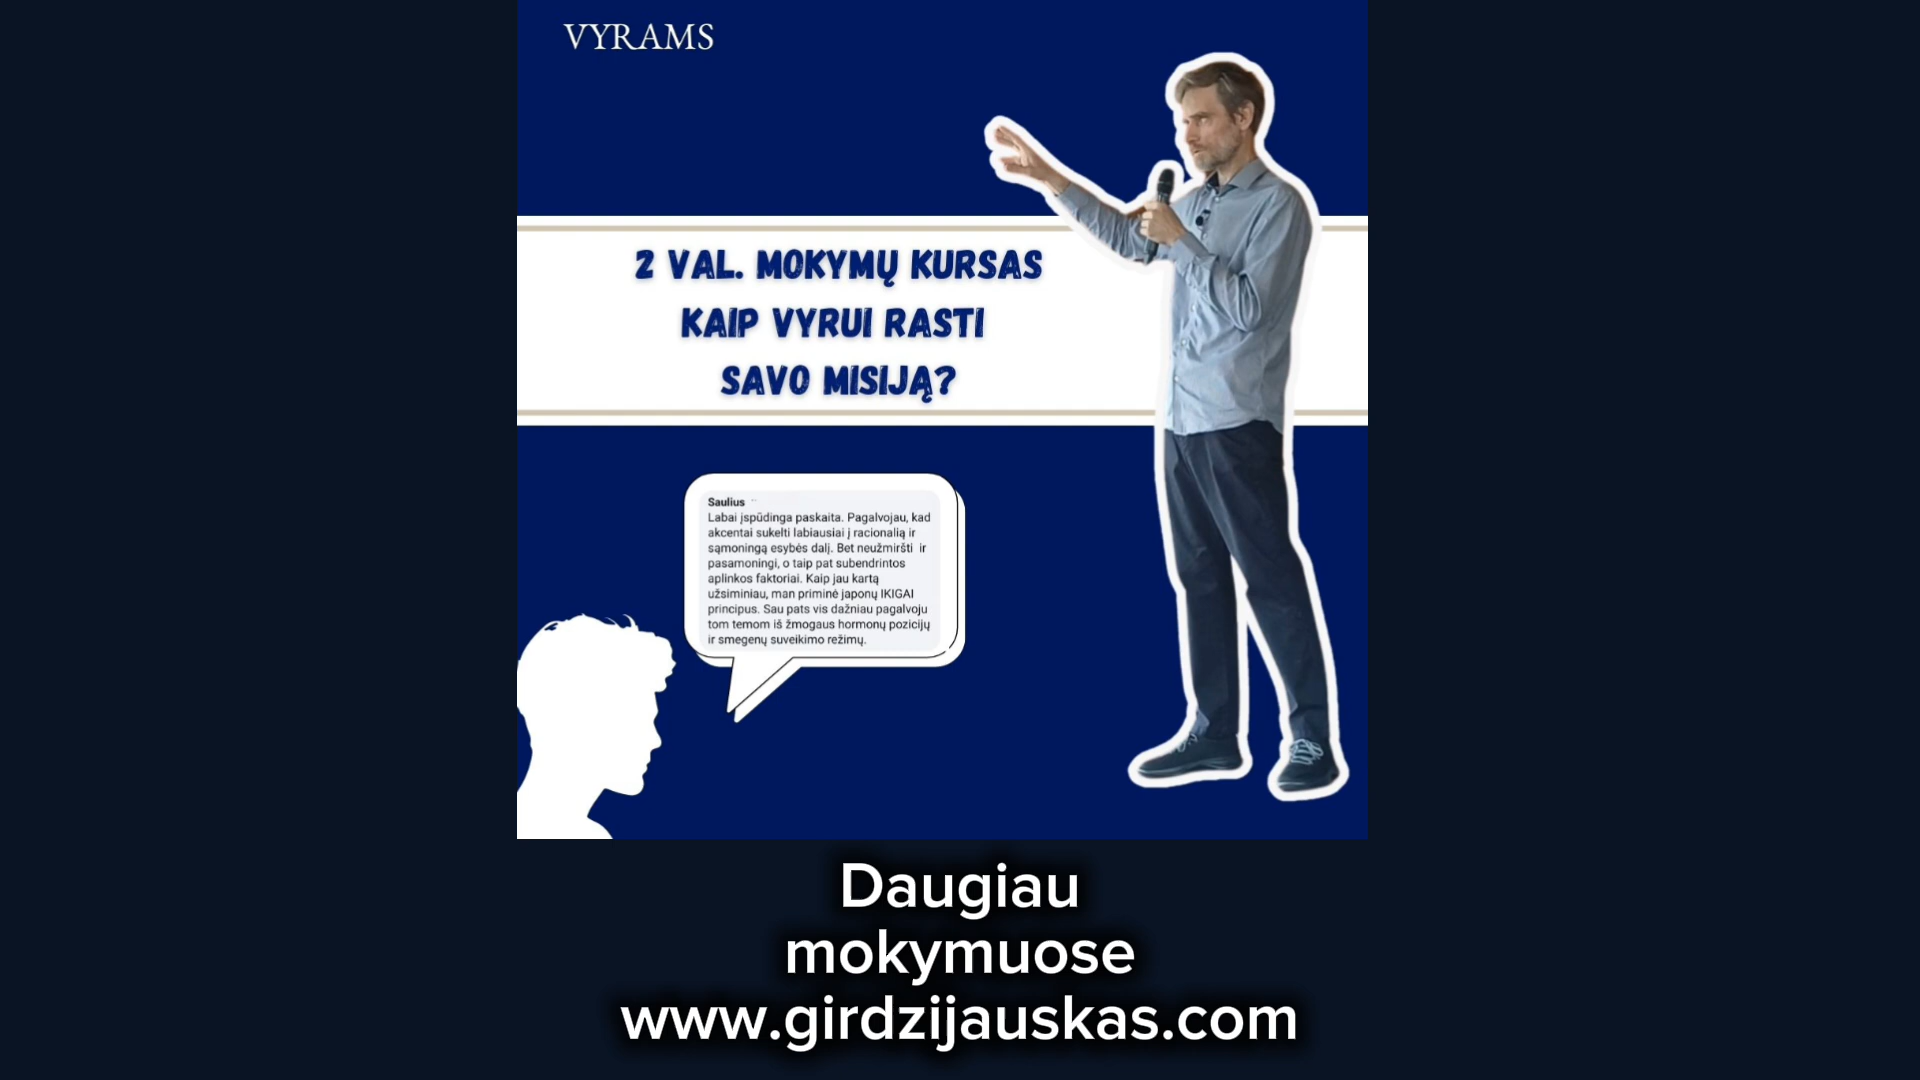 VYRAMS
2 VAL. MOKYMŲ KURSAS
KAIP VYRUI RASTI
SAVO MISIJĄ?
Saulius
Labai įspūdinga paskaita. Pagalvojau, kad
akcentai sukelti labiausiai į racionalią ir
sąmoningą esybės dalį. Bet neužmiršti ir
pasamoningi, o taip pat subendrintos
aplinkos faktoriai. Kaip jau kartą
užsiminiau, man priminė japonų IKIGAI
principus. Sau pats vis dažniau pagalvoju
tom temom iš žmogaus hormonų pozicijų
ir smegenų suveikimo režimų.
Daugiau
mokymuose
www.girdzijauskas.com